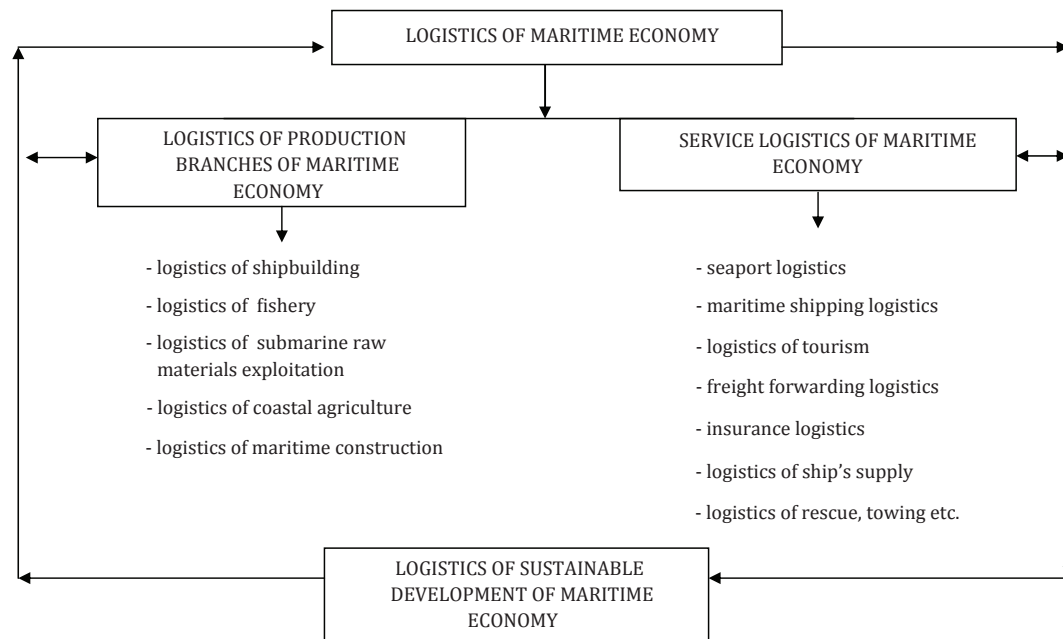 LOGISTICS OF MARITIME ECONOMY
LOGISTICS OF PRODUCTION
BRANCHES OF MARITIME
ECONOMY
SERVICE LOGISTICS OF MARITIME
ECONOMY
- logistics of shipbuilding
- logistics of  fishery
- logistics of  submarine raw
materials exploitation
- logistics of coastal agriculture
- logistics of maritime construction
- seaport logistics
- maritime shipping logistics
- logistics of tourism
- freight forwarding logistics
- insurance logistics
- logistics of ship’s supply
- logistics of rescue, towing etc.
LOGISTICS OF SUSTAINABLE
DEVELOPMENT OF MARITIME
ECONOMY